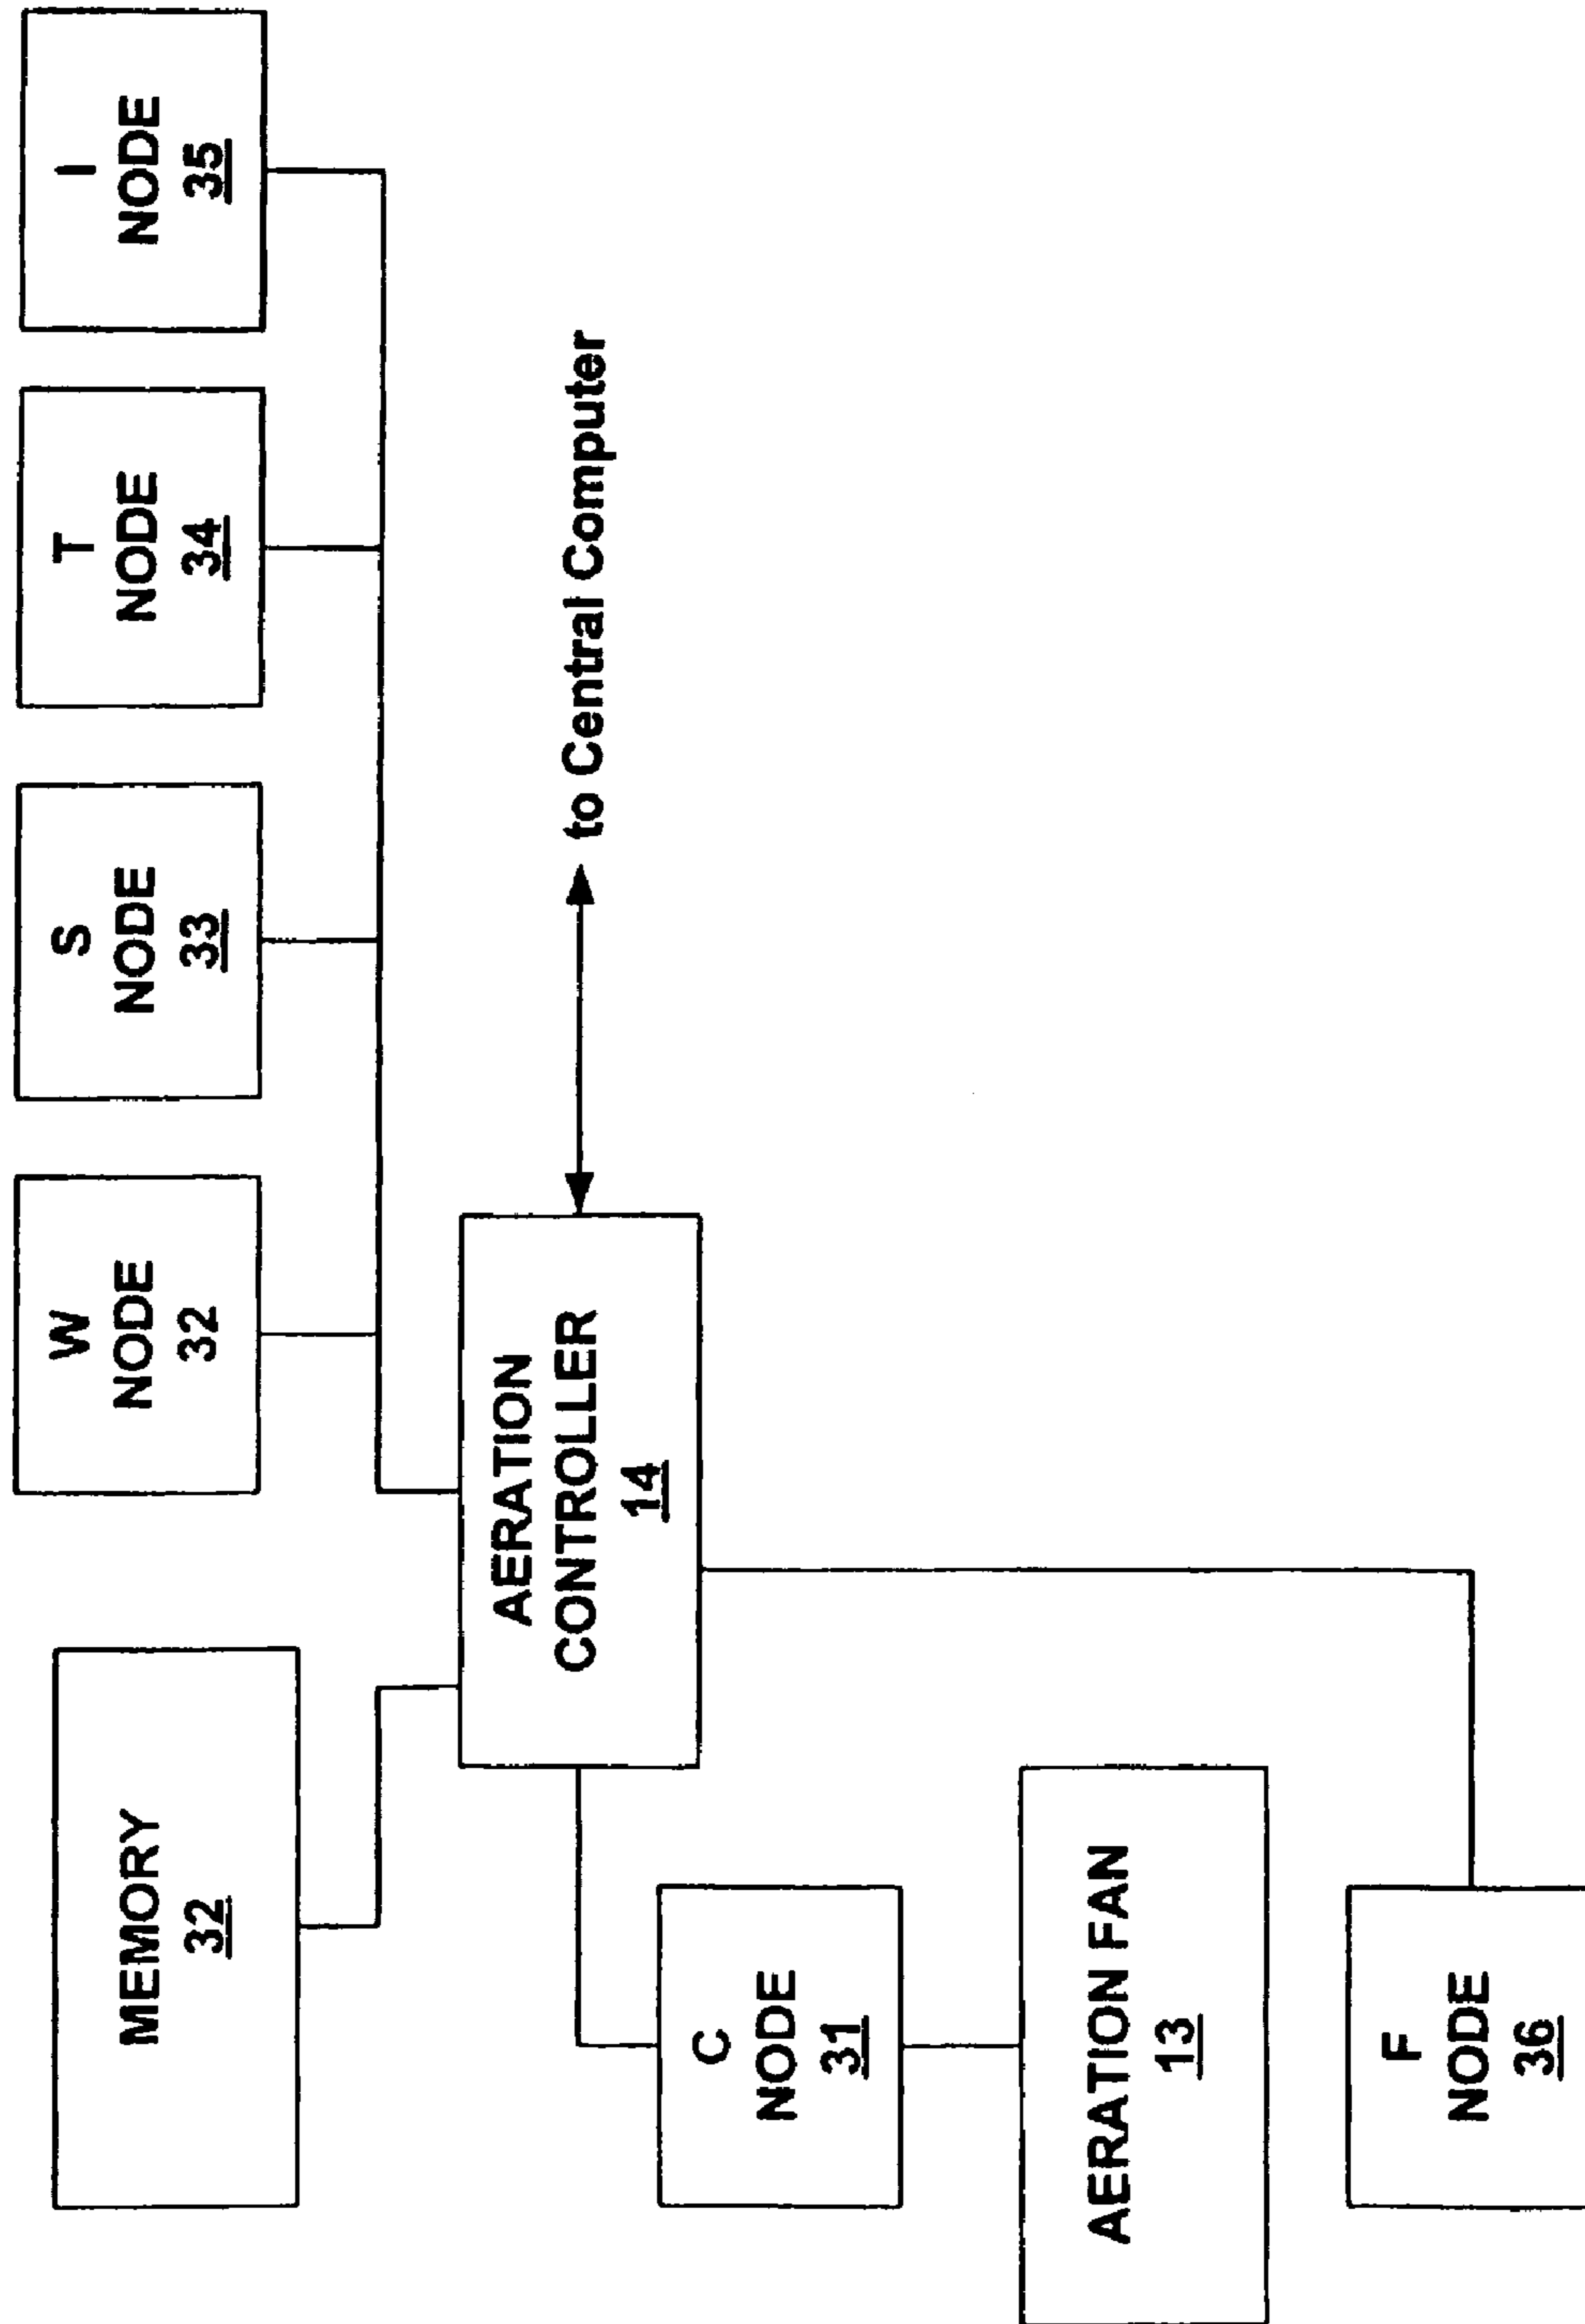 MEMORY
32
W
NODE
32
S
NODE
33
T
NODE
34
I
NODE
35
AERATION
CONTROLLER
14
to Central Computer
C
NODE
31
AERATION FAN
13
F
NODE
36